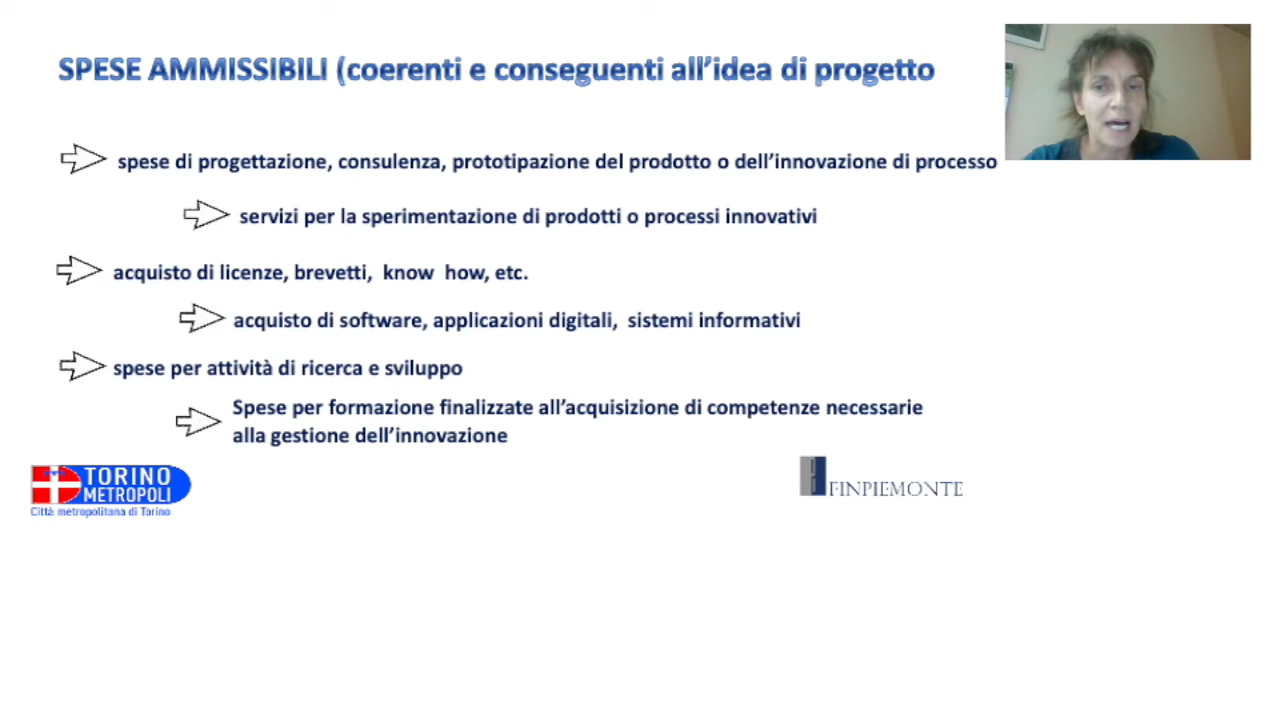 SPESE AMMISSIBILI (coerenti e conseguenti all'idea di progetto
spese di progettazione, consulenza, prototipazione del prodotto o dell'innovazione di processo
servizi per la sperimentazione di prodotti o processi innovativi
acquisto di licenze, brevetti, know how, etc.
acquisto di software, applicazioni digitali, sistemi informativi
spese per attività di ricerca e sviluppo
Spese per formazione finalizzate all'acquisizione di competenze necessarie
alla gestione dell'innovazione
TORINO
METROPOLI
Città metropolitana di Torino
FINPIEMONTE